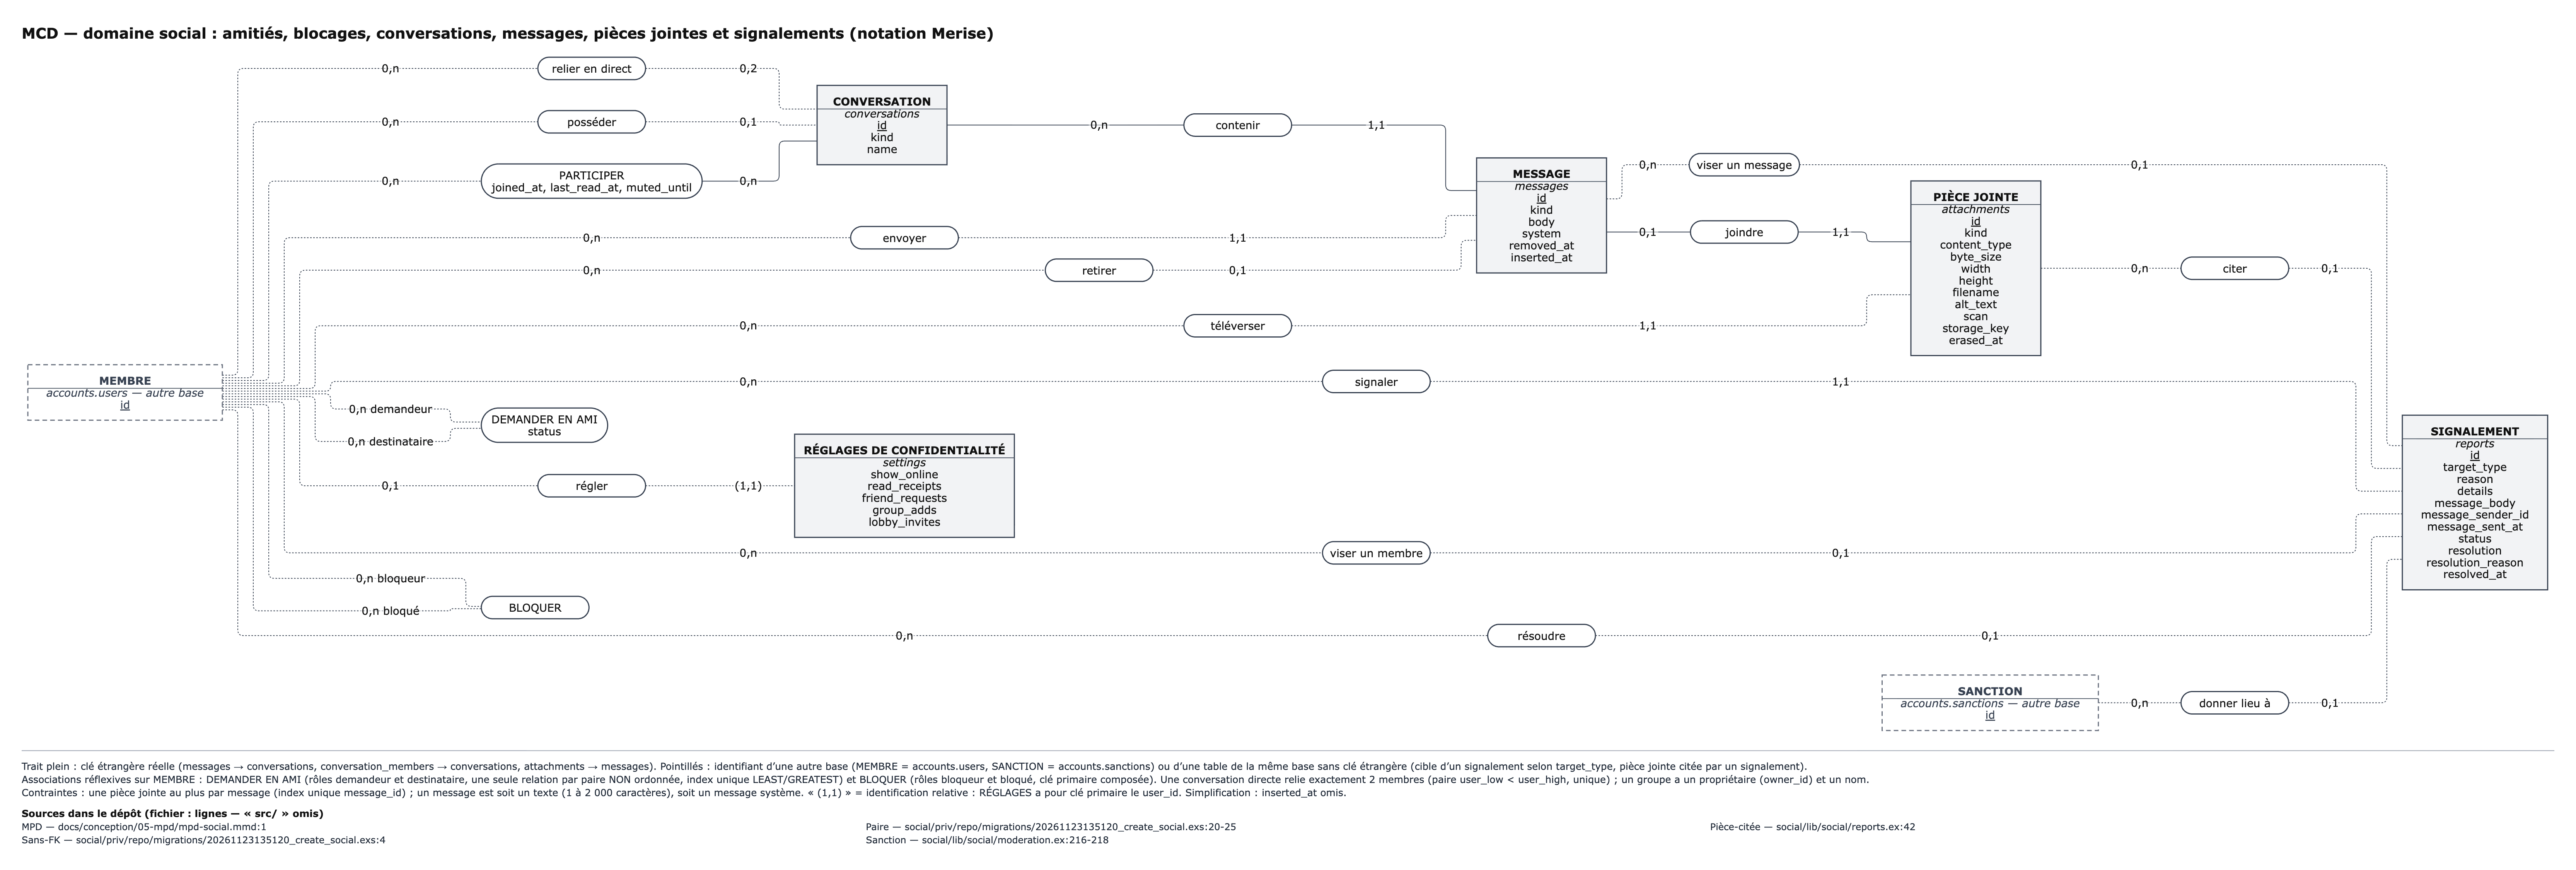 MCD — domaine social : amitiés, blocages, conversations, messages, pièces jointes et signalements (notation Merise)
0,n
relier en direct
0,2
0,n
posséder
0,1
CONVERSATION
conversations
id
kind
name
0,n
contenir
1,1
0,n
PARTICIPER
joined_at, last_read_at, muted_until
0,n
MESSAGE
messages
id
kind
body
system
removed_at
inserted_at
0,n
viser un message
0,1
0,1
joindre
1,1
PIÈCE JOINTE
attachments
id
kind
content_type
byte_size
width
height
filename
alt_text
scan
storage_key
erased_at
0,n
citer
0,1
0,n
envoyer
1,1
0,n
retirer
0,1
0,n
téléverser
1,1
MEMBRE
accounts.users — autre base
id
0,n
signaler
1,1
0,n demandeur
0,n destinataire
DEMANDER EN AMI
status
0,1
régler
(1,1)
RÉGLAGES DE CONFIDENTIALITÉ
settings
show_online
read_receipts
friend_requests
group_adds
lobby_invites
SIGNALEMENT
reports
id
target_type
reason
details
message_body
message_sender_id
message_sent_at
status
resolution
resolution_reason
resolved_at
0,n
viser un membre
0,1
0,n bloqueur
0,n bloqué
BLOQUER
0,n
résoudre
0,1
SANCTION
accounts.sanctions — autre base
id
0,n
donner lieu à
0,1
Trait plein : clé étrangère réelle (messages → conversations, conversation_members → conversations, attachments → messages). Pointillés : identifiant d’une autre base (MEMBRE = accounts.users, SANCTION = accounts.sanctions) ou d’une table de la même base sans clé étrangère (cible d’un signalement selon target_type, pièce jointe citée par un signalement).
Associations réflexives sur MEMBRE : DEMANDER EN AMI (rôles demandeur et destinataire, une seule relation par paire NON ordonnée, index unique LEAST/GREATEST) et BLOQUER (rôles bloqueur et bloqué, clé primaire composée). Une conversation directe relie exactement 2 membres (paire user_low < user_high, unique) ; un groupe a un propriétaire (owner_id) et un nom.
Contraintes : une pièce jointe au plus par message (index unique message_id) ; un message est soit un texte (1 à 2 000 caractères), soit un message système. « (1,1) » = identification relative : RÉGLAGES a pour clé primaire le user_id. Simplification : inserted_at omis.
Sources dans le dépôt (fichier : lignes — « src/ » omis)
MPD — docs/conception/05-mpd/mpd-social.mmd:1
Sans-FK — social/priv/repo/migrations/20261123135120_create_social.exs:4
Paire — social/priv/repo/migrations/20261123135120_create_social.exs:20-25
Sanction — social/lib/social/moderation.ex:216-218
Pièce-citée — social/lib/social/reports.ex:42